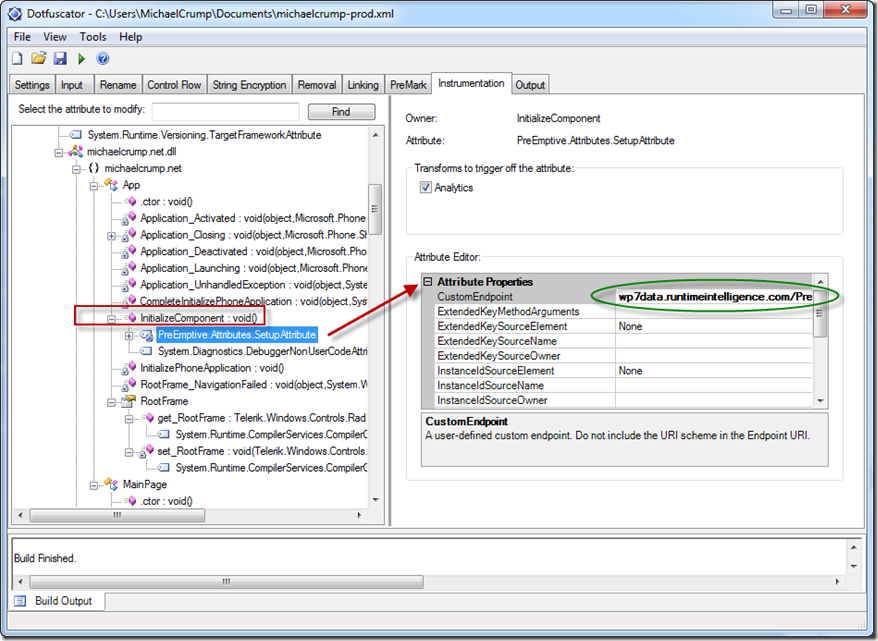 Dotfuscator - C:\Users\MichaelCrump\Documents\michaelcrump-prod.xml
File View Tools Help
Settings Input Rename Control Flow String Encryption Removal Linking PreMark Instrumentation Output
Select the attribute to modify: Find
System.Runtime.Versioning.TargetFrameworkAttribute
michaelcrump.net.dll
{} michaelcrump.net
App
.ctor : void()
Application_Activated : void(object,Microsoft.Phone
Application_Closing : void(object,Microsoft.Phone.Sh
Application_Deactivated : void(object,Microsoft.Pho
Application_Launching : void(object,Microsoft.Phon
Application_UnhandledException : void(object,Syste
CompleteInitializePhoneApplication : void(object,Sys
InitializeComponent : void()
PreEmptive.Attributes.SetupAttribute
System.Diagnostics.DebuggerNonUserCodeAttri
InitializePhoneApplication : void()
RootFrame_NavigationFailed : void(object,System.W
RootFrame
get_RootFrame : Telerik.Windows.Controls.Rad
System.Runtime.CompilerServices.CompilerG
set_RootFrame : void(Telerik.Windows.Controls.
System.Runtime.CompilerServices.CompilerG
MainPage
.ctor : void()
Owner: InitializeComponent
Attribute: PreEmptive.Attributes.SetupAttribute
Transforms to trigger off the attribute:
Analytics
Attribute Editor:
Attribute Properties
CustomEndpoint wp7data.runtimeintelligence.com/Pre
ExtendedKeyMethodArguments
ExtendedKeySourceElement None
ExtendedKeySourceName
ExtendedKeySourceOwner
InstanceIdSourceElement None
InstanceIdSourceName
InstanceIdSourceOwner
CustomEndpoint
A user-defined custom endpoint. Do not include the URI scheme in the Endpoint URI.
Build Finished.
Build Output